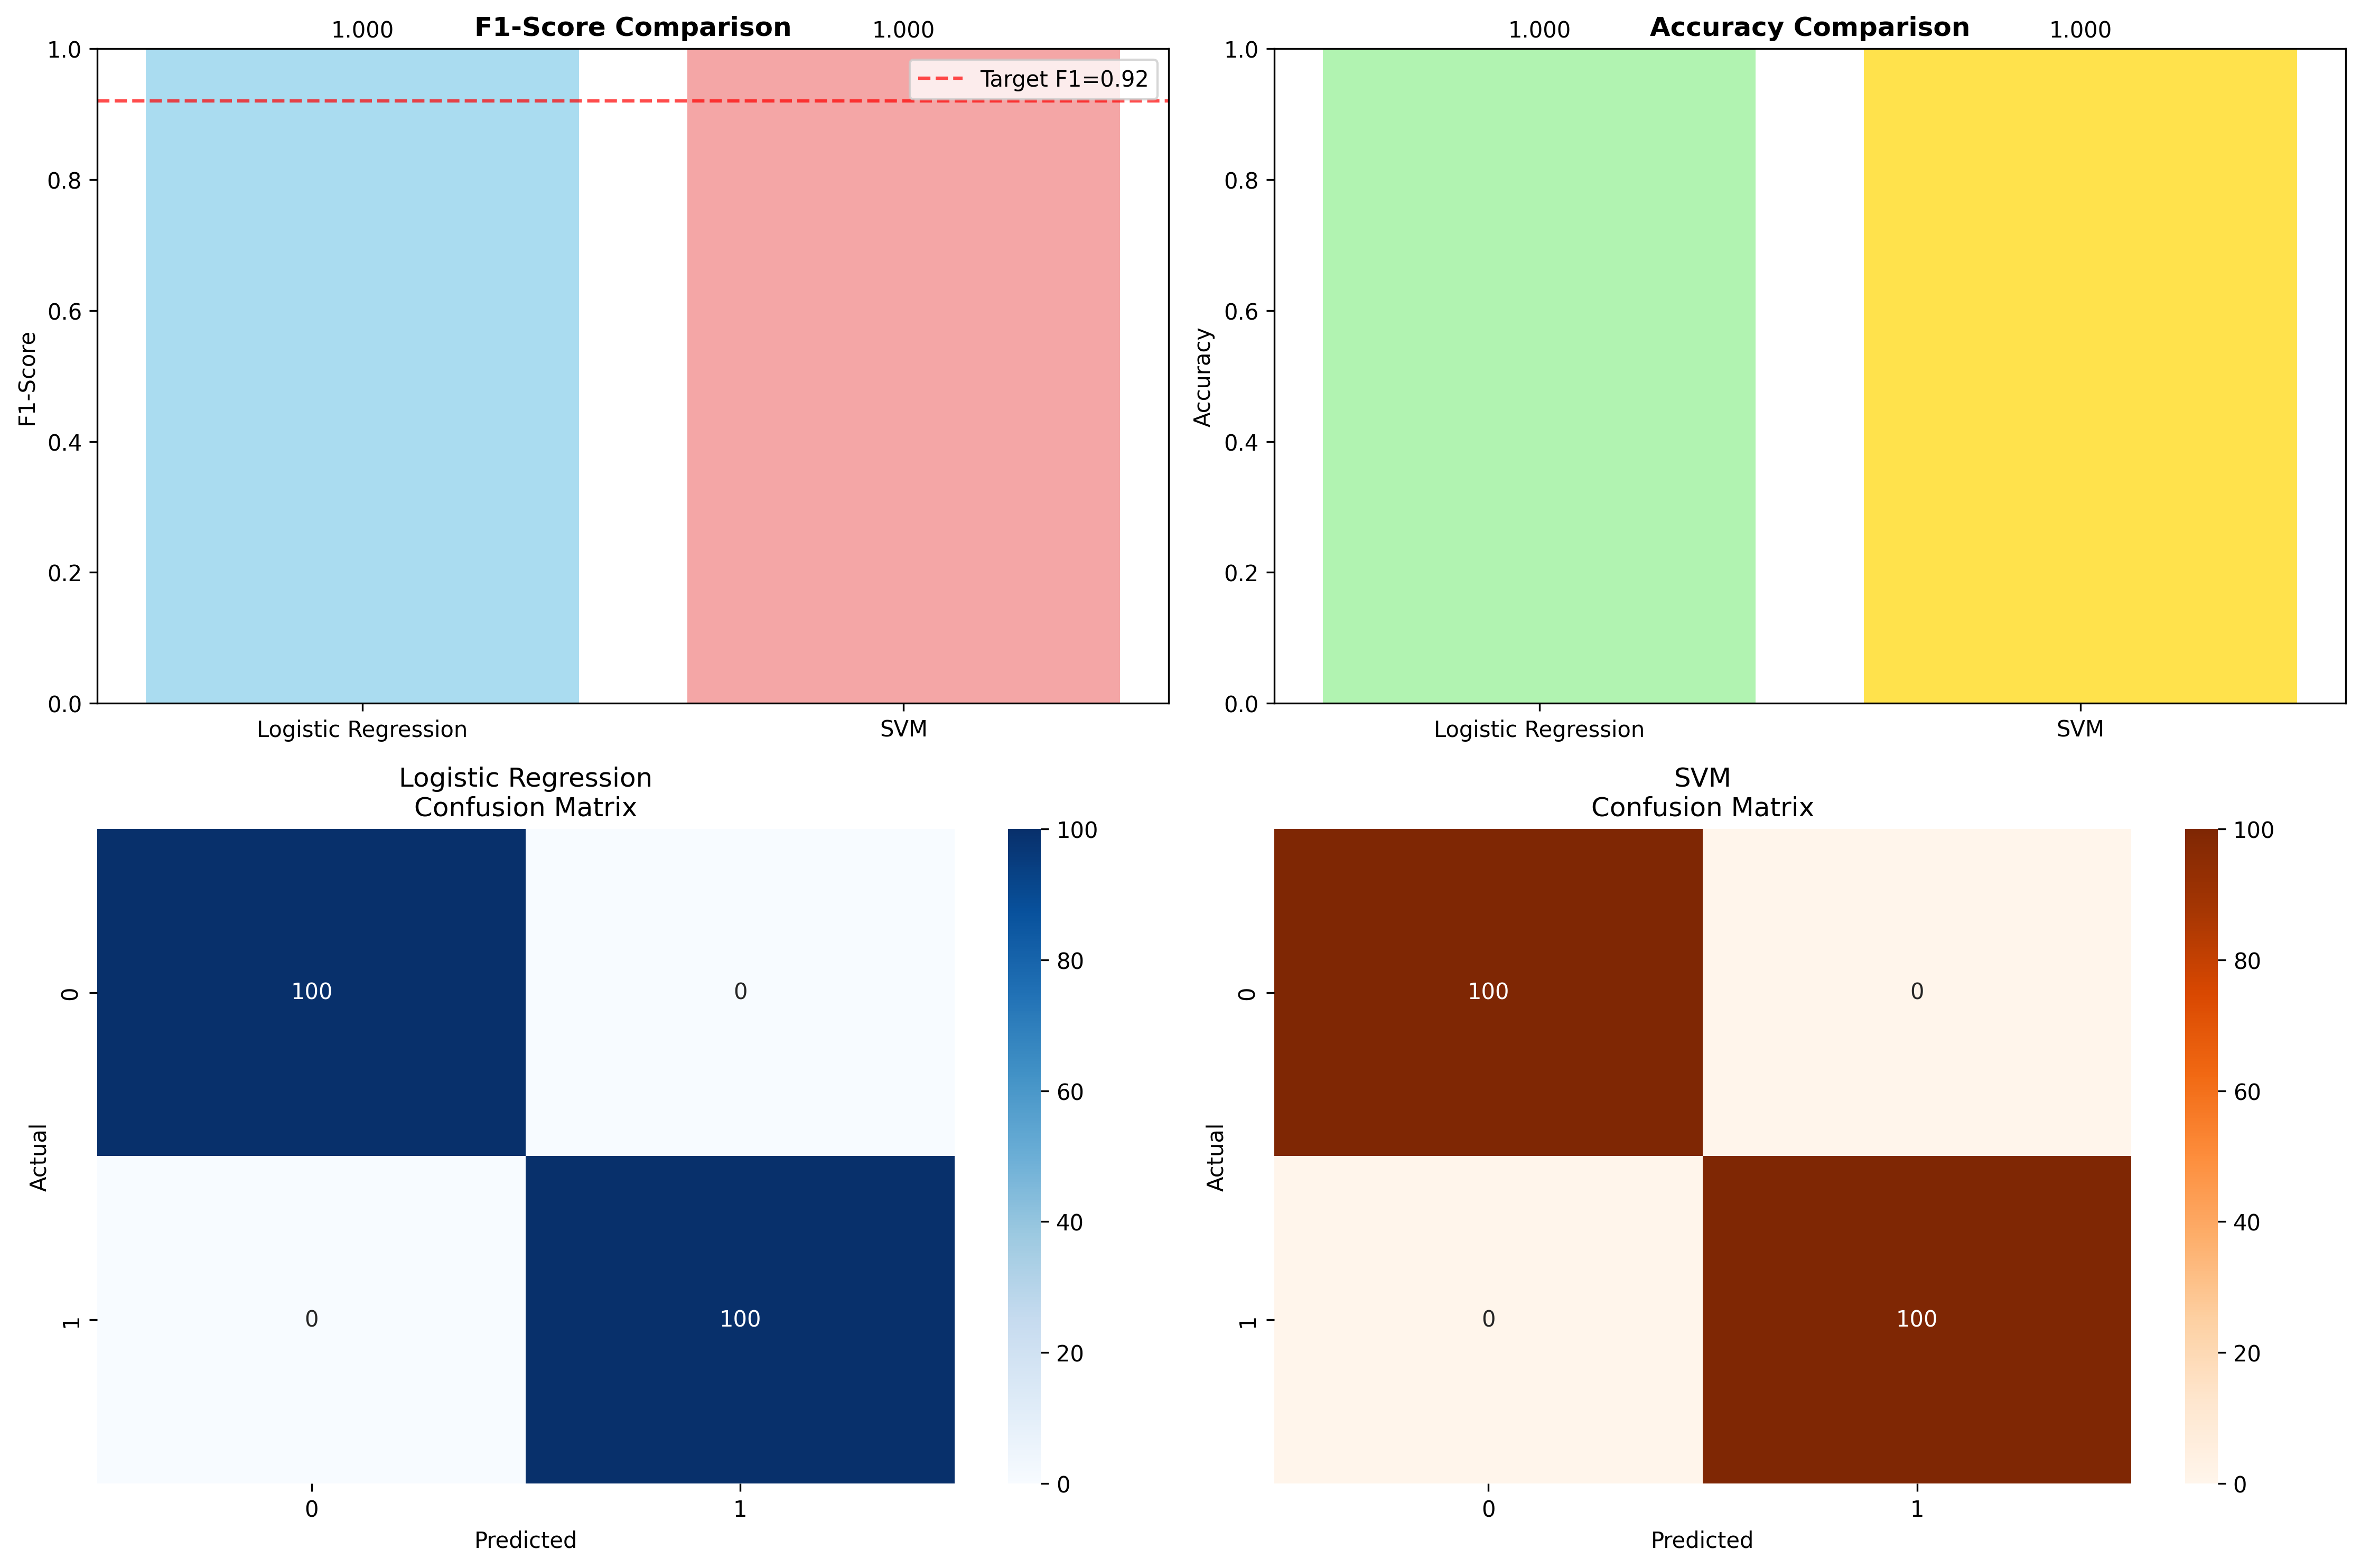 F1-Score Comparison
1.000
1.000
Target F1=0.92
F1-Score
1.0
0.8
0.6
0.4
0.2
0.0
Logistic Regression
SVM
Accuracy Comparison
1.000
1.000
Accuracy
1.0
0.8
0.6
0.4
0.2
0.0
Logistic Regression
SVM
Logistic Regression
Confusion Matrix
Actual
0
1
100
0
0
100
0
1
Predicted
100
80
60
40
20
0
SVM
Confusion Matrix
Actual
0
1
100
0
0
100
0
1
Predicted
100
80
60
40
20
0